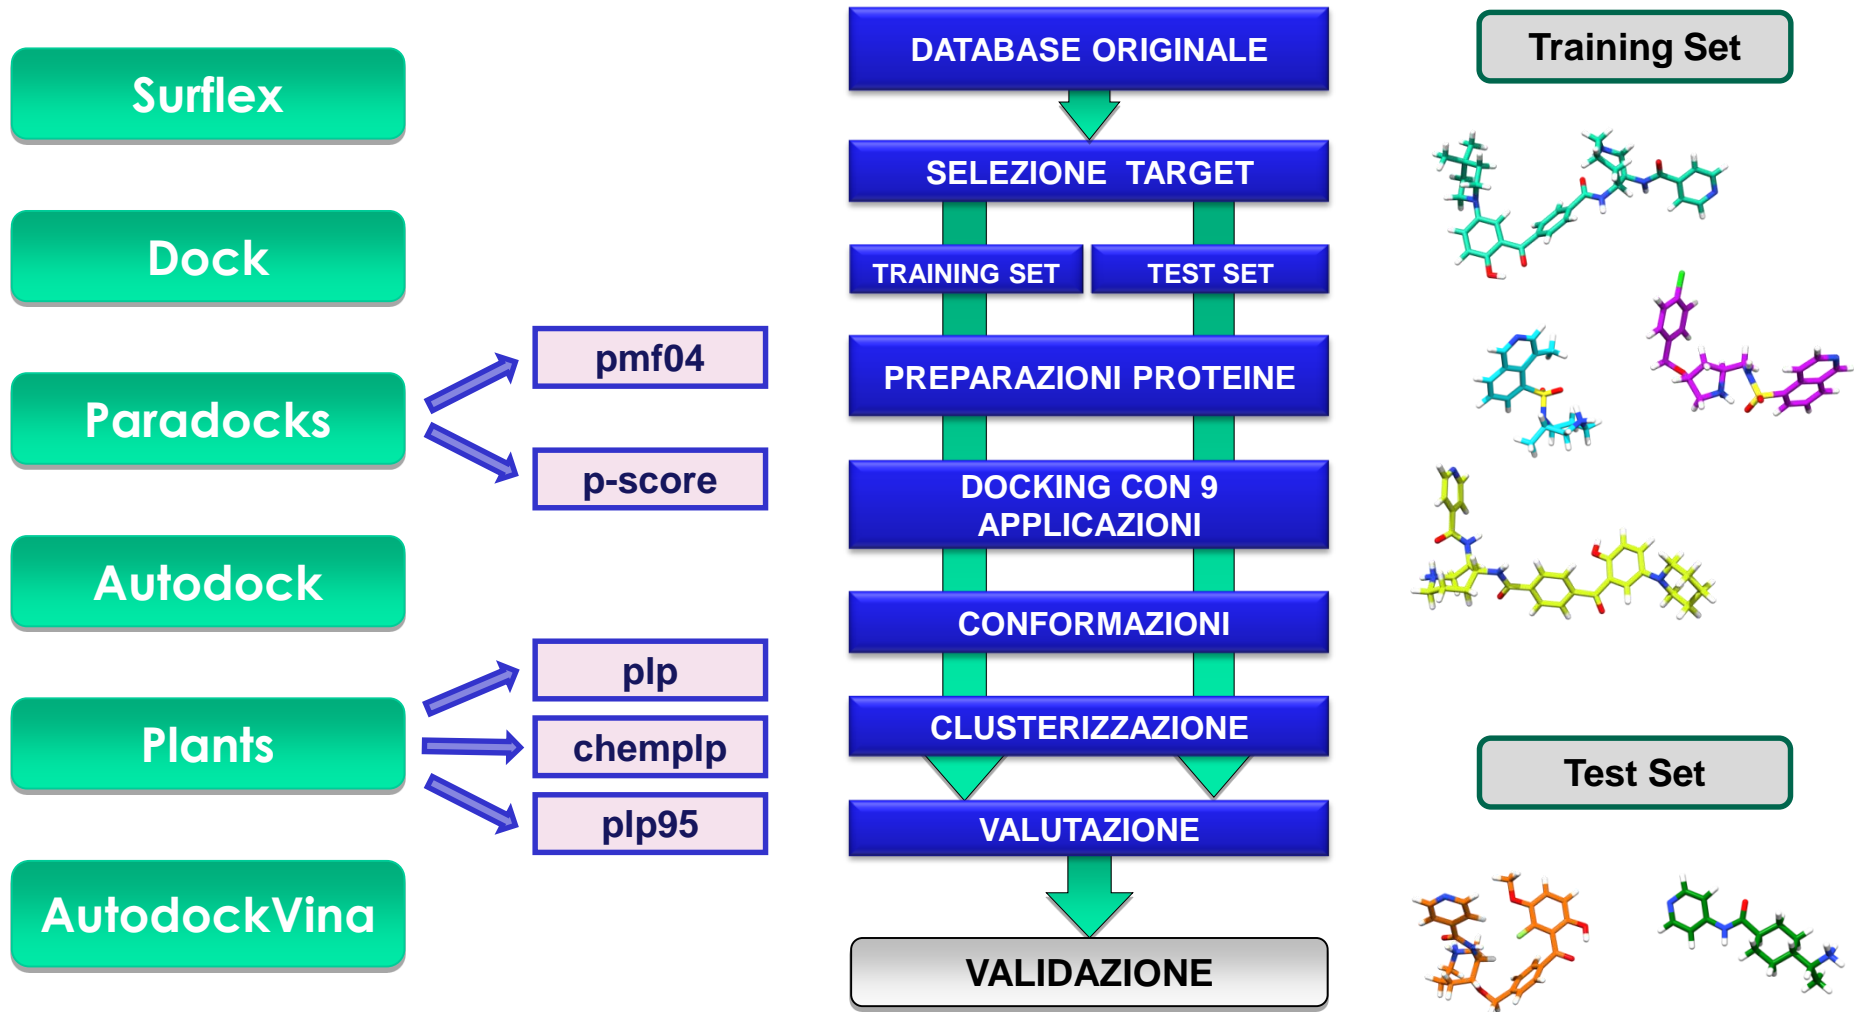 Surflex
Dock
Paradocks
pmf04
p-score
Autodock
Plants
plp
chemplp
plp95
AutodockVina
DATABASE ORIGINALE
SELEZIONE TARGET
TRAINING SET
TEST SET
PREPARAZIONI PROTEINE
DOCKING CON 9
APPLICAZIONI
CONFORMAZIONI
CLUSTERIZZAZIONE
VALUTAZIONE
VALIDAZIONE
Training Set
Test Set